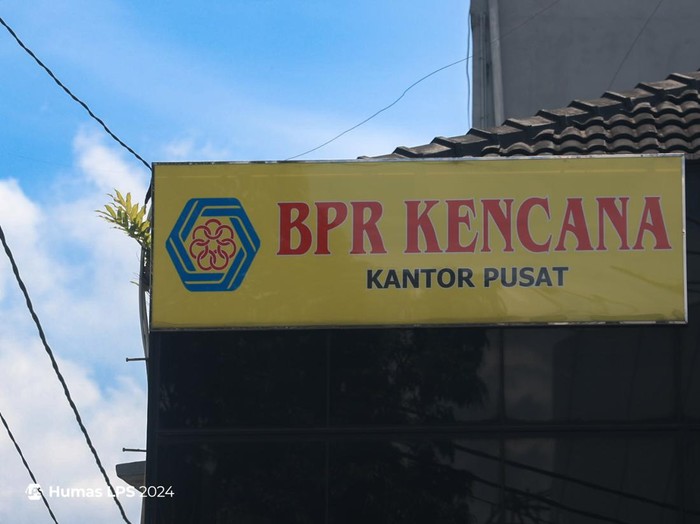 BPR KENCANA
KANTOR PUSAT
Humas LPS 2024